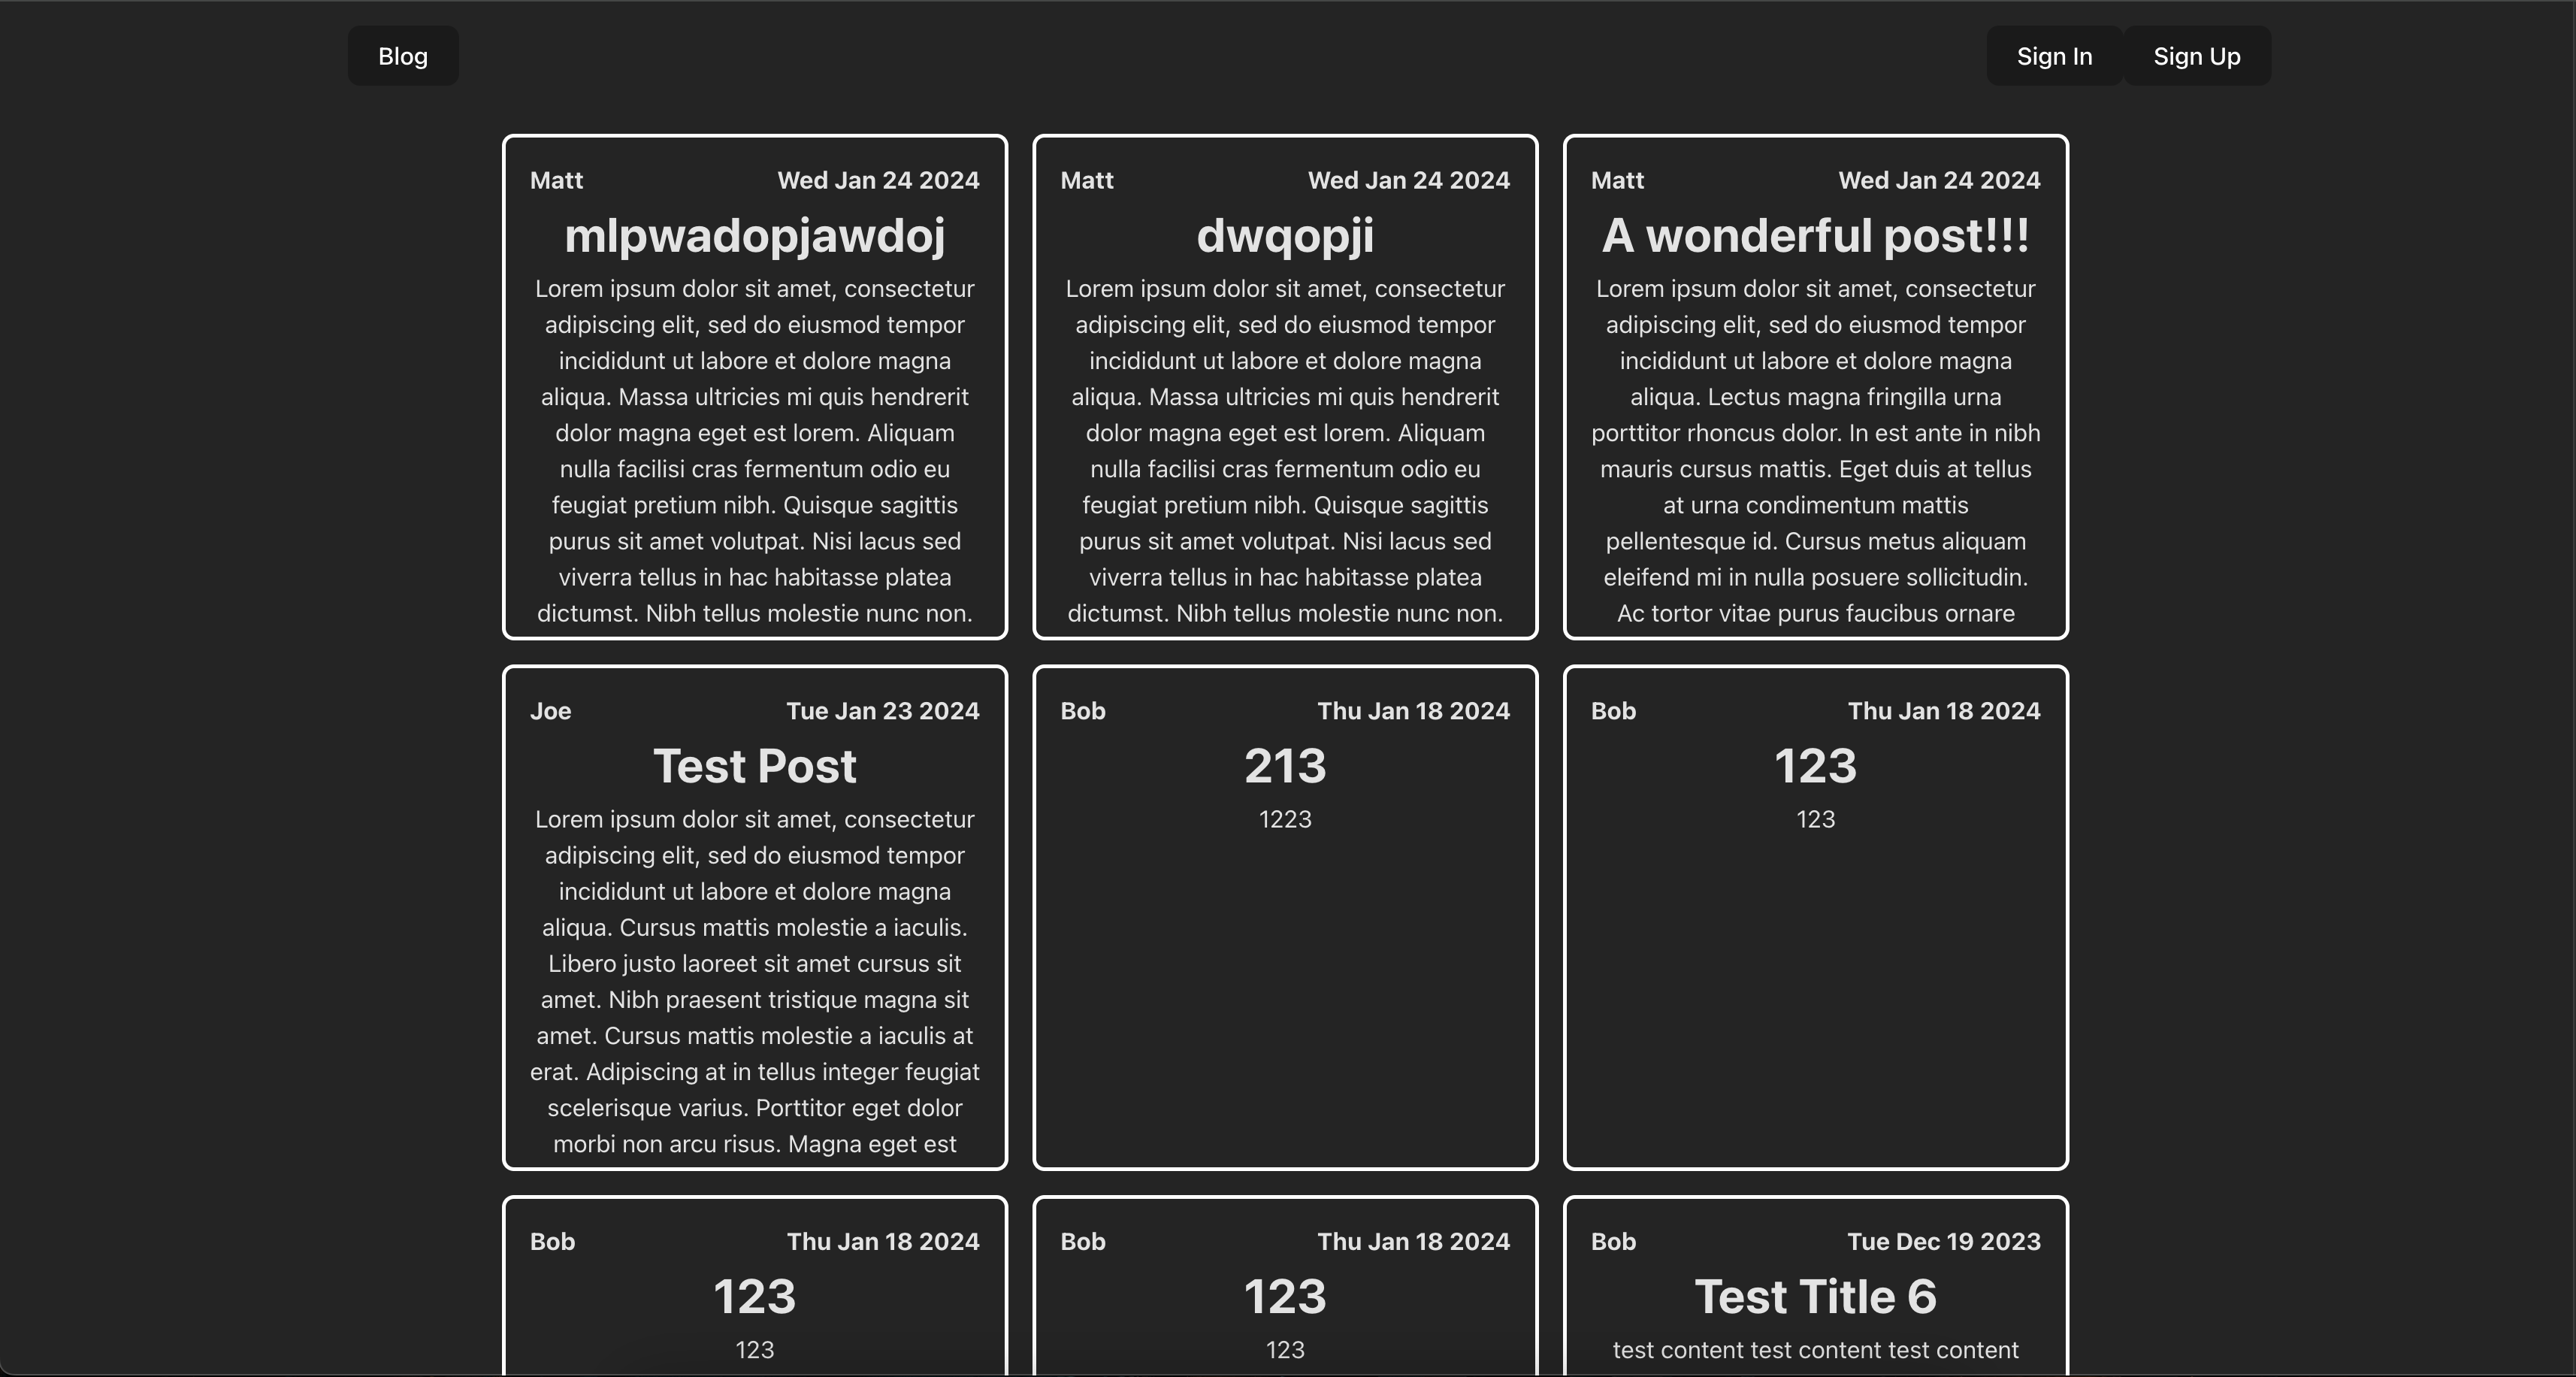 Blog
Sign In
Sign Up
Matt
Wed Jan 24 2024
mlpwadopjawdoj
Lorem ipsum dolor sit amet, consectetur
adipiscing elit, sed do eiusmod tempor
incididunt ut labore et dolore magna
aliqua. Massa ultricies mi quis hendrerit
dolor magna eget est lorem. Aliquam
nulla facilisi cras fermentum odio eu
feugiat pretium nibh. Quisque sagittis
purus sit amet volutpat. Nisi lacus sed
viverra tellus in hac habitasse platea
dictumst. Nibh tellus molestie nunc non.
Matt
Wed Jan 24 2024
dwqopji
Lorem ipsum dolor sit amet, consectetur
adipiscing elit, sed do eiusmod tempor
incididunt ut labore et dolore magna
aliqua. Massa ultricies mi quis hendrerit
dolor magna eget est lorem. Aliquam
nulla facilisi cras fermentum odio eu
feugiat pretium nibh. Quisque sagittis
purus sit amet volutpat. Nisi lacus sed
viverra tellus in hac habitasse platea
dictumst. Nibh tellus molestie nunc non.
Matt
Wed Jan 24 2024
A wonderful post!!!
Lorem ipsum dolor sit amet, consectetur
adipiscing elit, sed do eiusmod tempor
incididunt ut labore et dolore magna
aliqua. Lectus magna fringilla urna
porttitor rhoncus dolor. In est ante in nibh
mauris cursus mattis. Eget duis at tellus
at urna condimentum mattis
pellentesque id. Cursus metus aliquam
eleifend mi in nulla posuere sollicitudin.
Ac tortor vitae purus faucibus ornare
Joe
Tue Jan 23 2024
Test Post
Lorem ipsum dolor sit amet, consectetur
adipiscing elit, sed do eiusmod tempor
incididunt ut labore et dolore magna
aliqua. Cursus mattis molestie a iaculis.
Libero justo laoreet sit amet cursus sit
amet. Nibh praesent tristique magna sit
amet. Cursus mattis molestie a iaculis at
erat. Adipiscing at in tellus integer feugiat
scelerisque varius. Porttitor eget dolor
morbi non arcu risus. Magna eget est
Bob
Thu Jan 18 2024
213
1223
Bob
Thu Jan 18 2024
123
123
Bob
Thu Jan 18 2024
123
123
Bob
Thu Jan 18 2024
123
123
Bob
Tue Dec 19 2023
Test Title 6
test content test content test content